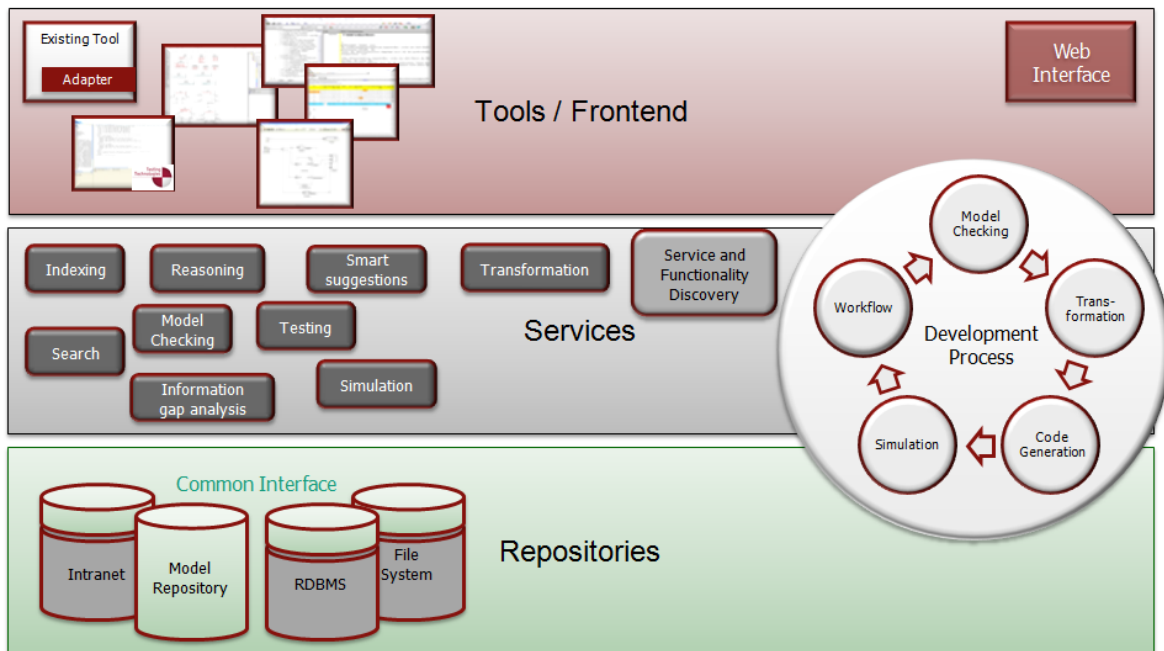 Existing Tool
Adapter
Testing
Technologies
Tools / Frontend
Web
Interface
Indexing
Reasoning
Smart
suggestions
Transformation
Service and
Functionality
Discovery
Search
Model
Checking
Testing
Services
Information
gap analysis
Simulation
Model
Checking
Trans-
formation
Code
Generation
Simulation
Workflow
Development
Process
Common Interface
Intranet
Model
Repository
RDBMS
File
System
Repositories